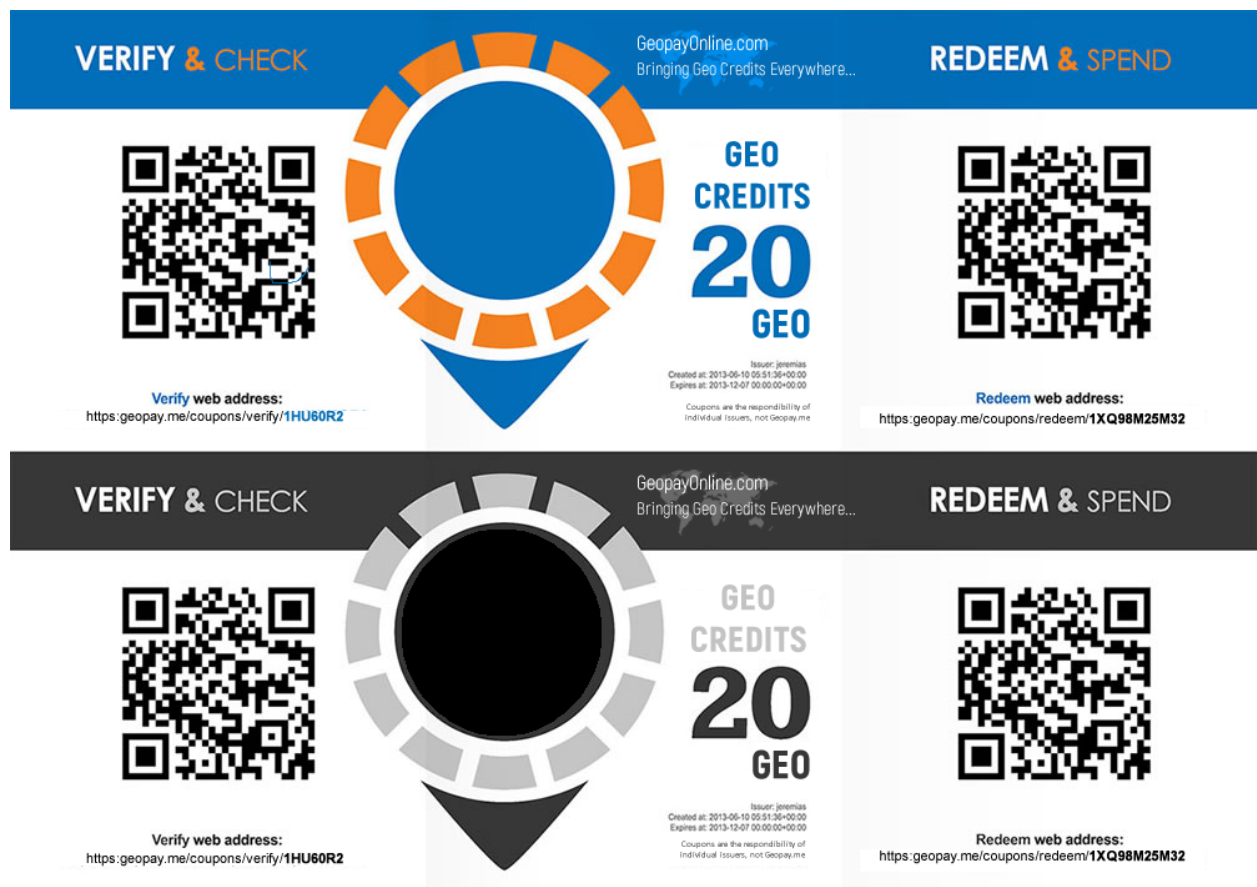 VERIFY & CHECK
GeopayOnline.com
Bringing Geo Credits Everywhere...
REDEEM & SPEND
GEO
CREDITS
20
GEO
Issuer: jeremias
Created at: 2013-06-10 05:51:36+00:00
Expires at: 2013-12-07 00:00:00+00:00
Coupons are the respondibility of
individual issuers, not Geopay.me
Verify web address:
https:geopay.me/coupons/verify/1HU60R2
Redeem web address:
https:geopay.me/coupons/redeem/1XQ98M25M32
VERIFY & CHECK
GeopayOnline.com
Bringing Geo Credits Everywhere...
REDEEM & SPEND
GEO
CREDITS
20
GEO
Issuer: jeremias
Created at: 2013-06-10 05:51:36+00:00
Expires at: 2013-12-07 00:00:00+00:00
Coupons are the respondibility of
individual issuers, not Geopay.me
Verify web address:
https:geopay.me/coupons/verify/1HU60R2
Redeem web address:
https:geopay.me/coupons/redeem/1XQ98M25M32